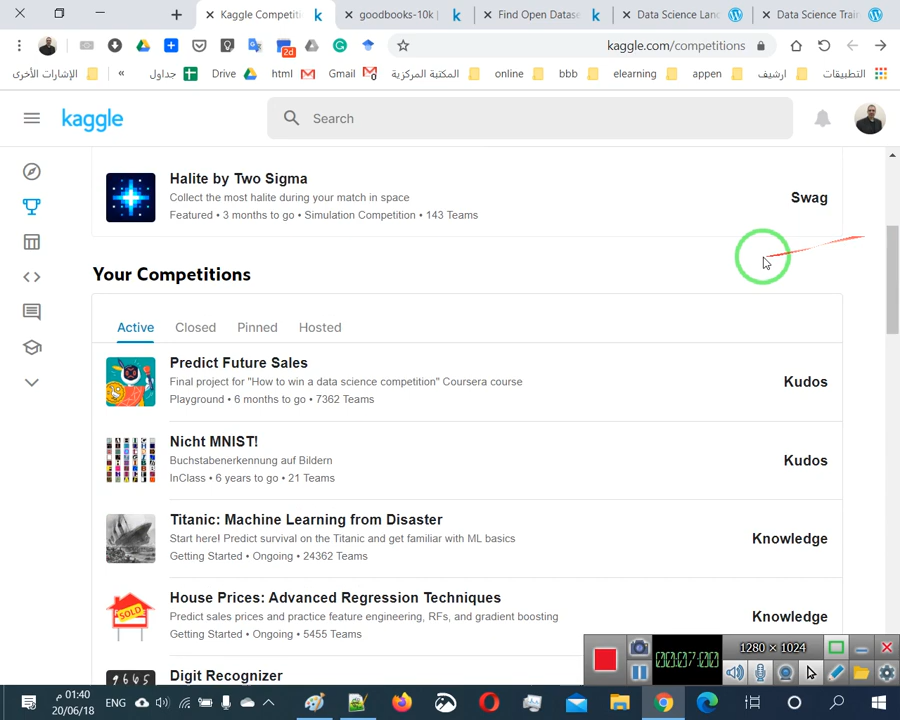 Kaggle Competiti
goodbooks-10k |
Find Open Datase
Data Science Lanc
Data Science Train
kaggle.com/competitions
2d
الإشارات الأخرى
«
جداول
Drive
html
Gmail
المكتبة المركزية
online
bbb
elearning
appen
ارشيف
التطبيقات
kaggle
Search
Halite by Two Sigma
Collect the most halite during your match in space
Featured • 3 months to go • Simulation Competition • 143 Teams
Swag
Your Competitions
Active
Closed
Pinned
Hosted
Predict Future Sales
Final project for "How to win a data science competition" Coursera course
Playground • 6 months to go • 7362 Teams
Kudos
Nicht MNIST!
Buchstabenerkennung auf Bildern
InClass • 6 years to go • 21 Teams
Kudos
Titanic: Machine Learning from Disaster
Start here! Predict survival on the Titanic and get familiar with ML basics
Getting Started • Ongoing • 24362 Teams
Knowledge
House Prices: Advanced Regression Techniques
Predict sales prices and practice feature engineering, RFs, and gradient boosting
Getting Started • Ongoing • 5455 Teams
Knowledge
SOLD
Digit Recognizer
00:07:00
1280 × 1024
01:40 م
20/06/18
ENG